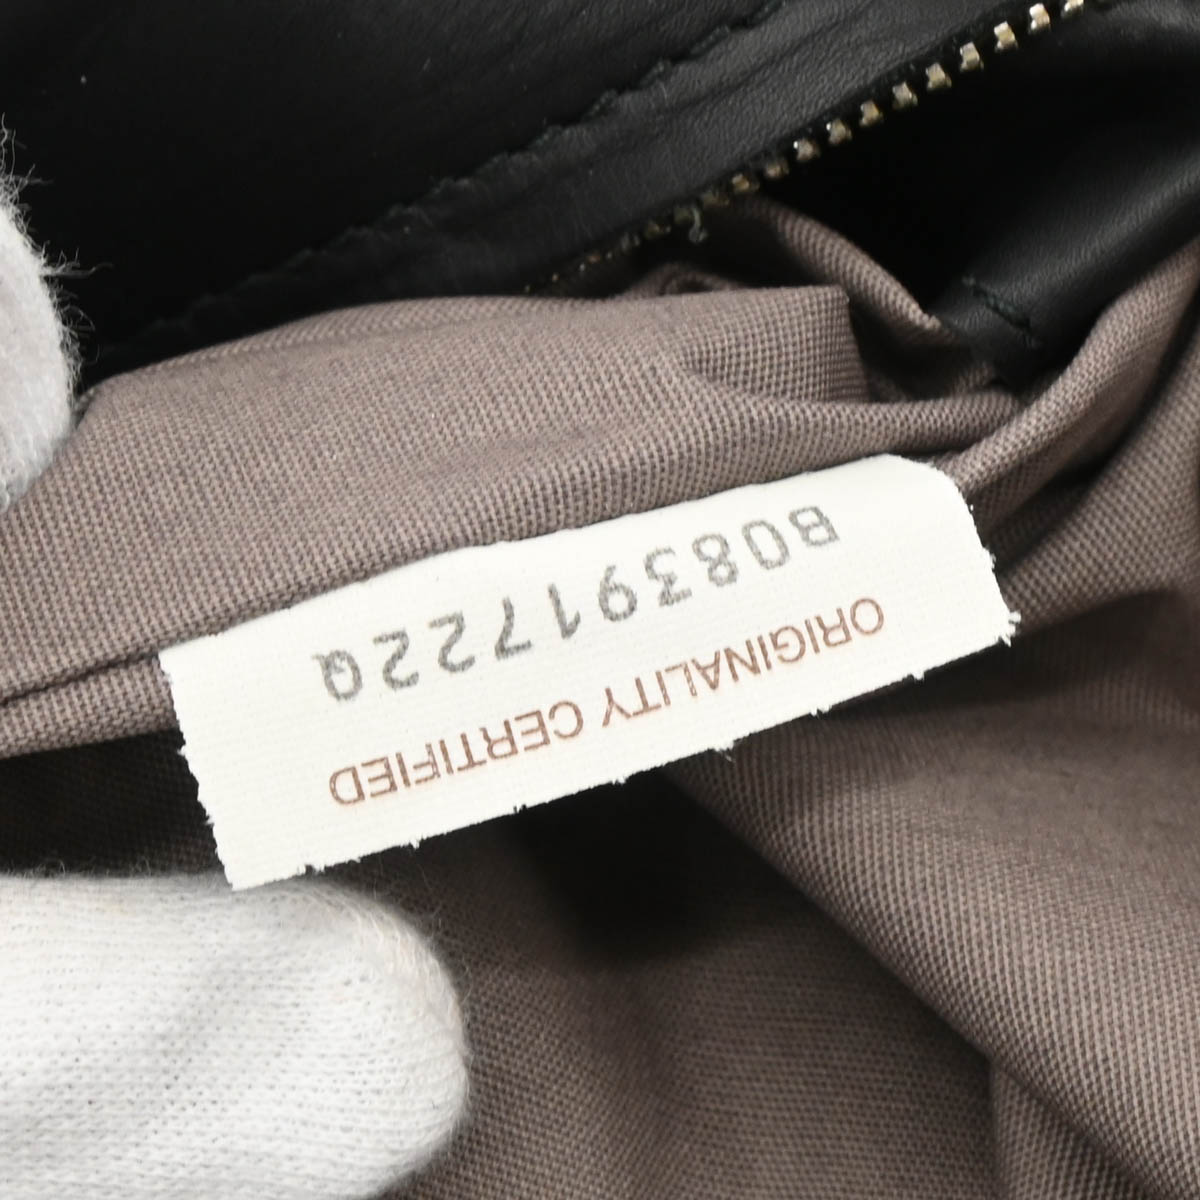 B08391722Q
ORIGINALITY CERTIFIED